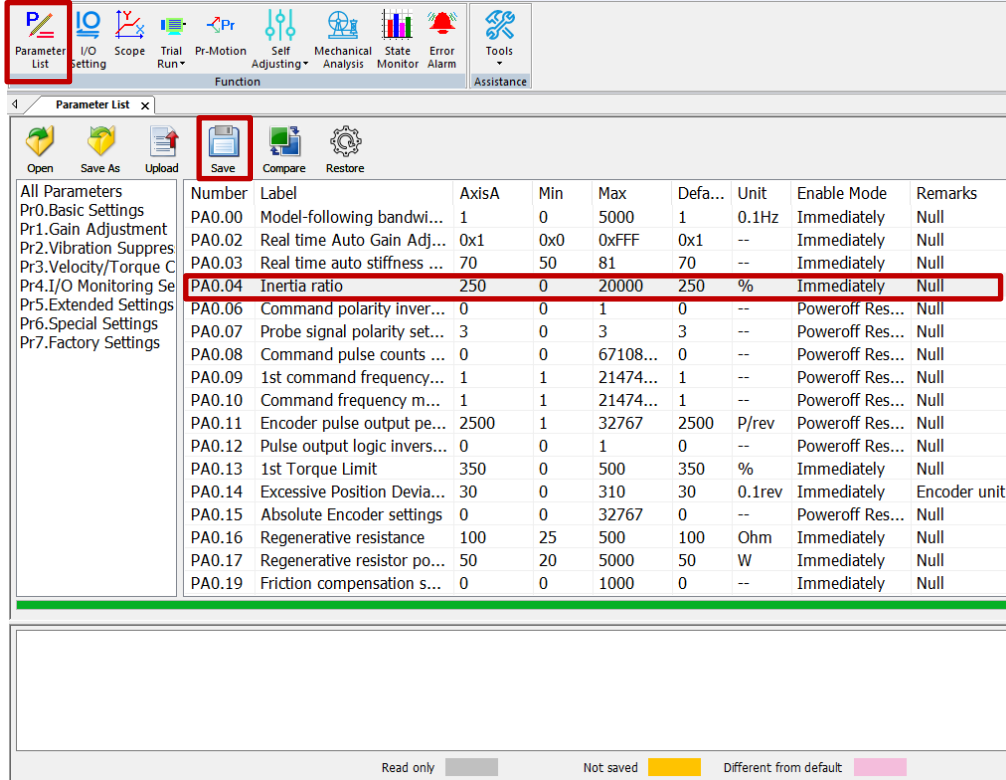 Parameter List
I/O Setting
Scope
Trial Run
Pr-Motion
Self Adjusting
Mechanical Analysis
State Monitor
Error Alarm
Tools
Function
Assistance
Parameter List x
Open
Save As
Upload
Save
Compare
Restore
All Parameters
Pr0.Basic Settings
Pr1.Gain Adjustment
Pr2.Vibration Suppres
Pr3.Velocity/Torque C
Pr4.I/O Monitoring Se
Pr5.Extended Settings
Pr6.Special Settings
Pr7.Factory Settings
Number Label AxisA Min Max Defa... Unit Enable Mode Remarks
PA0.00 Model-following bandwi... 1 0 5000 1 0.1Hz Immediately Null
PA0.02 Real time Auto Gain Adj... 0x1 0x0 0xFFF 0x1 -- Immediately Null
PA0.03 Real time auto stiffness ... 70 50 81 70 -- Immediately Null
PA0.04 Inertia ratio 250 0 20000 250 % Immediately Null
PA0.06 Command polarity inver... 0 0 1 0 -- Poweroff Res... Null
PA0.07 Probe signal polarity set... 3 0 3 3 -- Poweroff Res... Null
PA0.08 Command pulse counts ... 0 0 67108... 0 -- Poweroff Res... Null
PA0.09 1st command frequency... 1 1 21474... 1 -- Poweroff Res... Null
PA0.10 Command frequency m... 1 1 21474... 1 -- Poweroff Res... Null
PA0.11 Encoder pulse output pe... 2500 1 32767 2500 P/rev Poweroff Res... Null
PA0.12 Pulse output logic invers... 0 0 1 0 -- Poweroff Res... Null
PA0.13 1st Torque Limit 350 0 500 350 % Immediately Null
PA0.14 Excessive Position Devia... 30 0 310 30 0.1rev Immediately Encoder unit
PA0.15 Absolute Encoder settings 0 0 32767 0 -- Poweroff Res... Null
PA0.16 Regenerative resistance 100 25 500 100 Ohm Immediately Null
PA0.17 Regenerative resistor po... 50 20 5000 50 W Immediately Null
PA0.19 Friction compensation s... 0 0 1000 0 -- Immediately Null
Read only Not saved Different from default